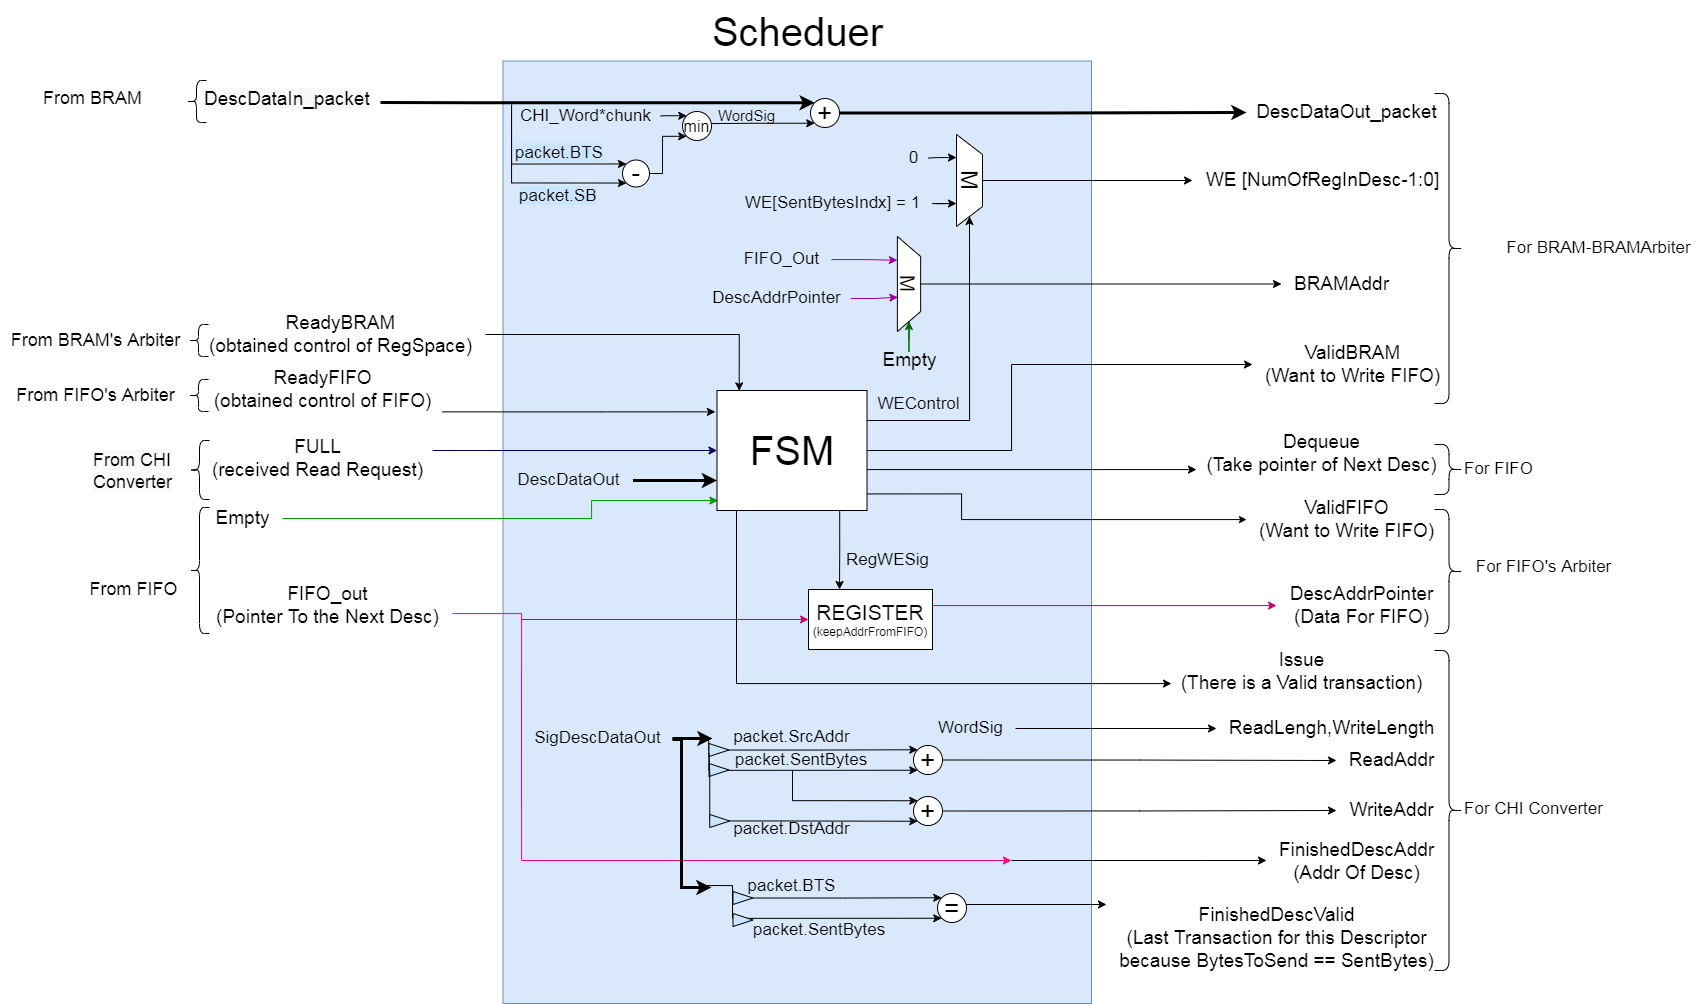 Scheduer
From BRAM
DescDataIn_packet
CHI_Word*chunk
min
WordSig
+
DescDataOut_packet
packet.BTS
-
packet.SB
0
M
WE [NumOfRegInDesc-1:0]
WE[SentBytesIndx] = 1
For BRAM-BRAMArbiter
FIFO_Out
M
BRAMAddr
DescAddrPointer
Empty
From BRAM's Arbiter
ReadyBRAM
(obtained control of RegSpace)
ValidBRAM
(Want to Write FIFO)
From FIFO's Arbiter
ReadyFIFO
(obtained control of FIFO)
WEControl
FSM
From CHI
Converter
FULL
(received Read Request)
Dequeue
(Take pointer of Next Desc)
For FIFO
DescDataOut
Empty
ValidFIFO
(Want to Write FIFO)
For FIFO's Arbiter
RegWESig
From FIFO
FIFO_out
(Pointer To the Next Desc)
REGISTER
(keepAddrFromFIFO)
DescAddrPointer
(Data For FIFO)
Issue
(There is a Valid transaction)
WordSig
ReadLengh,WriteLength
SigDescDataOut
packet.SrcAddr
packet.SentBytes
+
ReadAddr
+
WriteAddr
For CHI Converter
packet.DstAddr
FinishedDescAddr
(Addr Of Desc)
packet.BTS
=
packet.SentBytes
FinishedDescValid
(Last Transaction for this Descriptor
because BytesToSend == SentBytes)